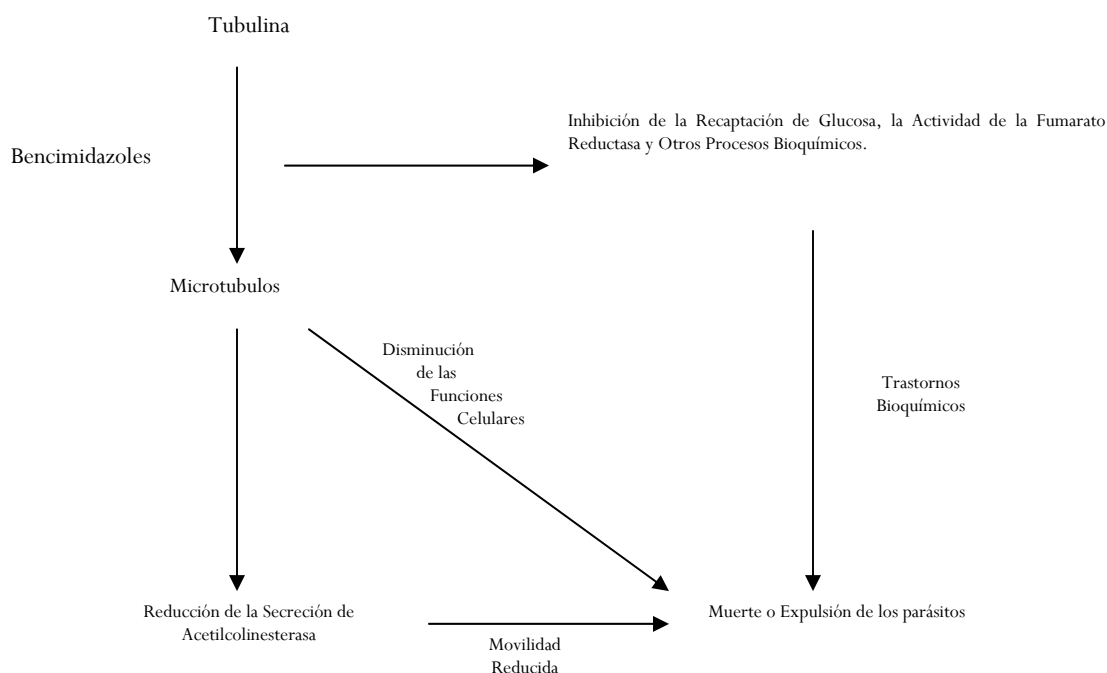 Tubulina
Inhibición de la Recaptación de Glucosa, la Actividad de la Fumarato
Reductasa y Otros Procesos Bioquímicos.
Bencimidazoles
Microtubulos
Disminución
de las
Funciones
Celulares
Trastornos
Bioquímicos
Reducción de la Secreción de
Acetilcolinesterasa
Muerte o Expulsión de los parásitos
Movilidad
Reducida